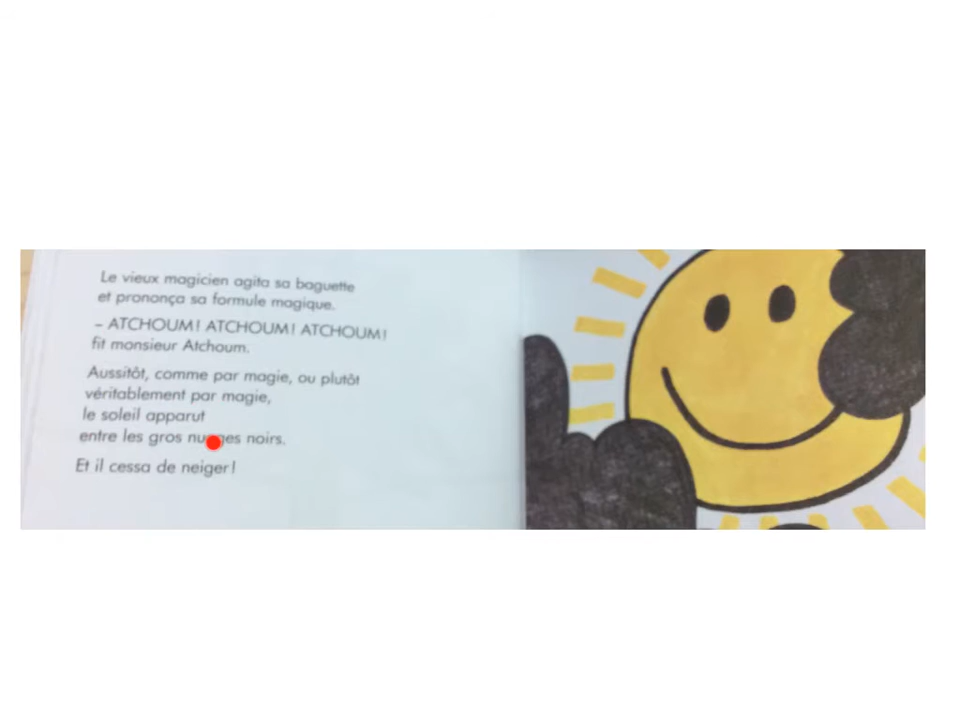 Le vieux magicien agita sa baguette
et prononça sa formule magique.
– ATCHOUM! ATCHOUM! ATCHOUM!
fit monsieur Atchoum.
Aussitôt, comme par magie, ou plutôt
véritablement par magie,
le soleil apparut
entre les gros nuages noirs.
Et il cessa de neiger!